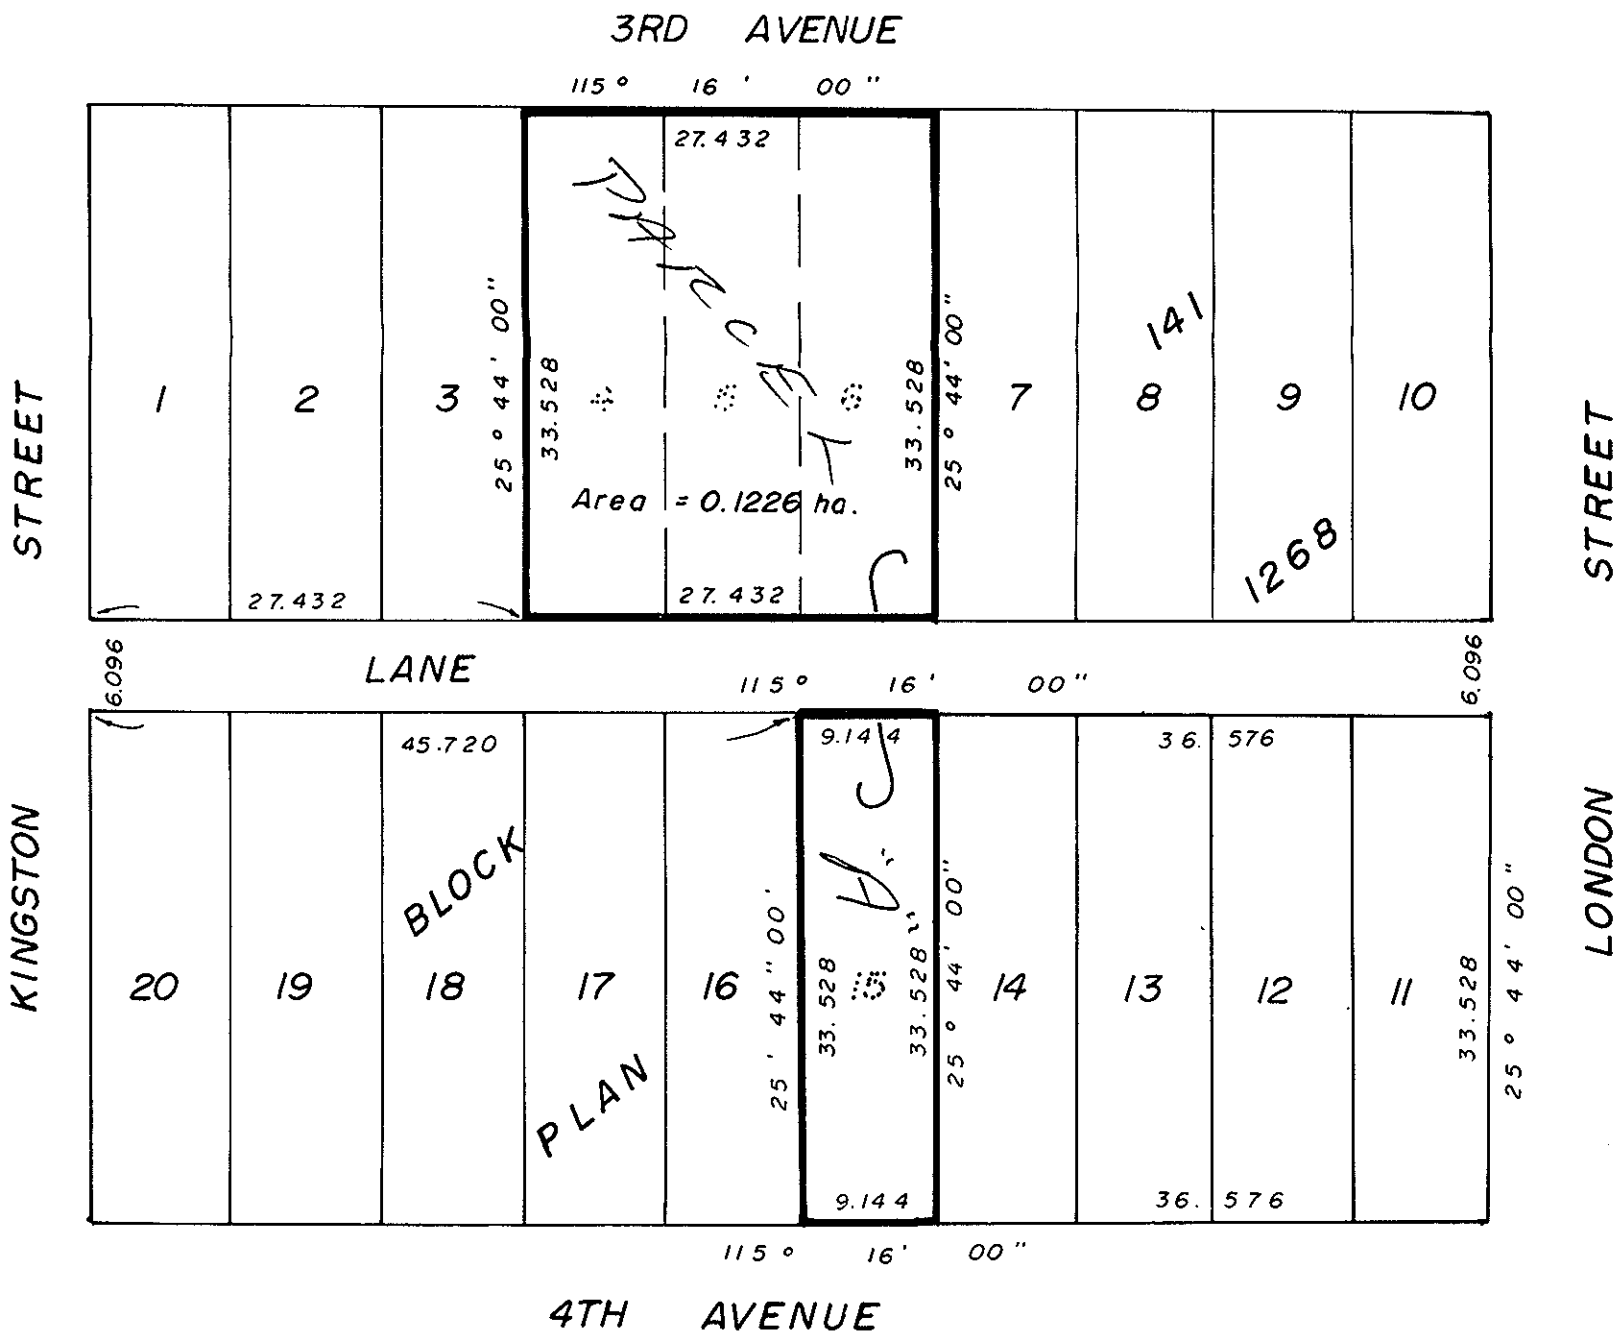 3RD AVENUE
115° 16' 00"
27.432
PARCEL
A
1 2 3 4 5 6 7 8 9 10
25° 44' 00"
33.528
33.528
25° 44' 00"
141
1268
Area = 0.1226 ha.
27.432
27.432
STREET
STREET
6.096
LANE
115° 16' 00"
6.096
45.720
9.144
36.576
BLOCK
"A"
KINGSTON
LONDON
20 19 18 17 16 15 14 13 12 11
25' 44" 00'
33.528
33.528
25° 44' 00"
33.528
25° 44' 00"
PLAN
9.144
36.576
115° 16' 00"
4TH AVENUE